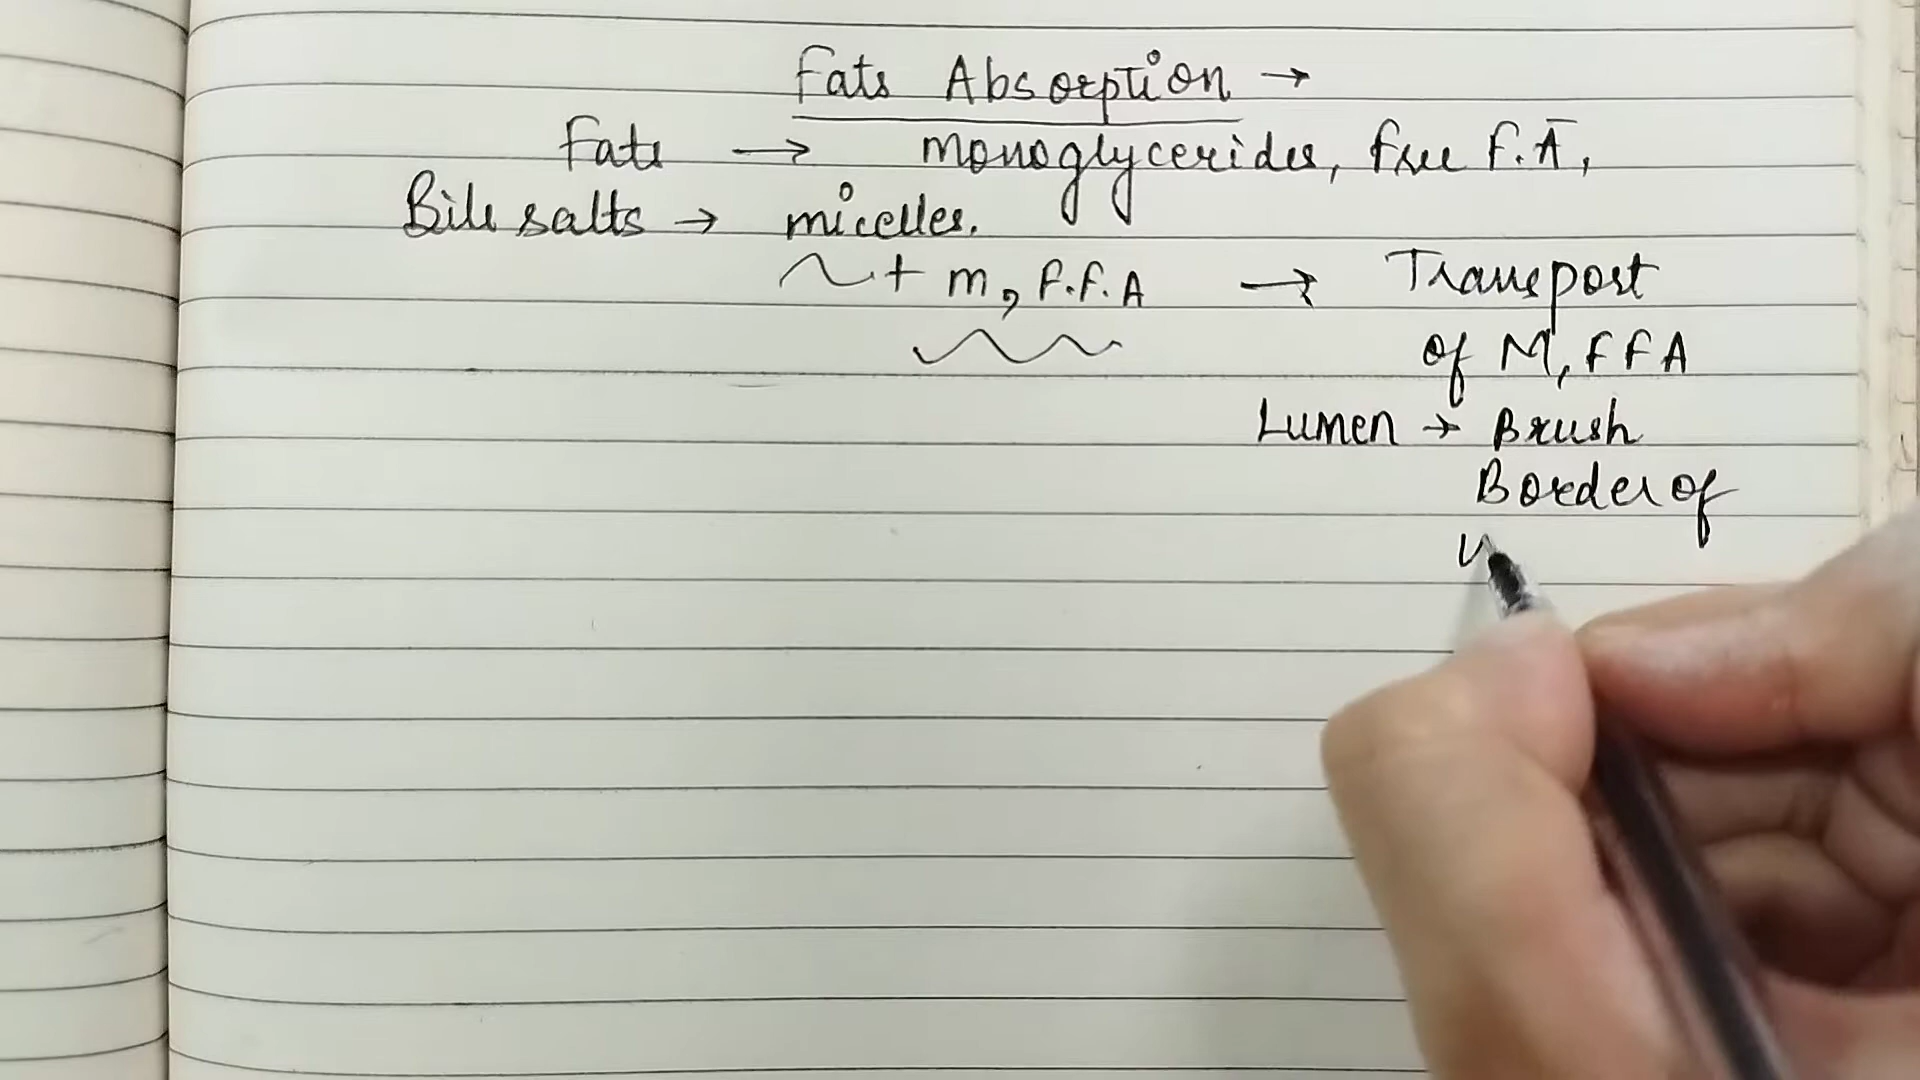 Fats Absorption →
Fats → monoglycerides, free F.A,
Bile salts → micelles.
+ m, F.F.A → Transport
of M, FFA
Lumen → Brush
Border of